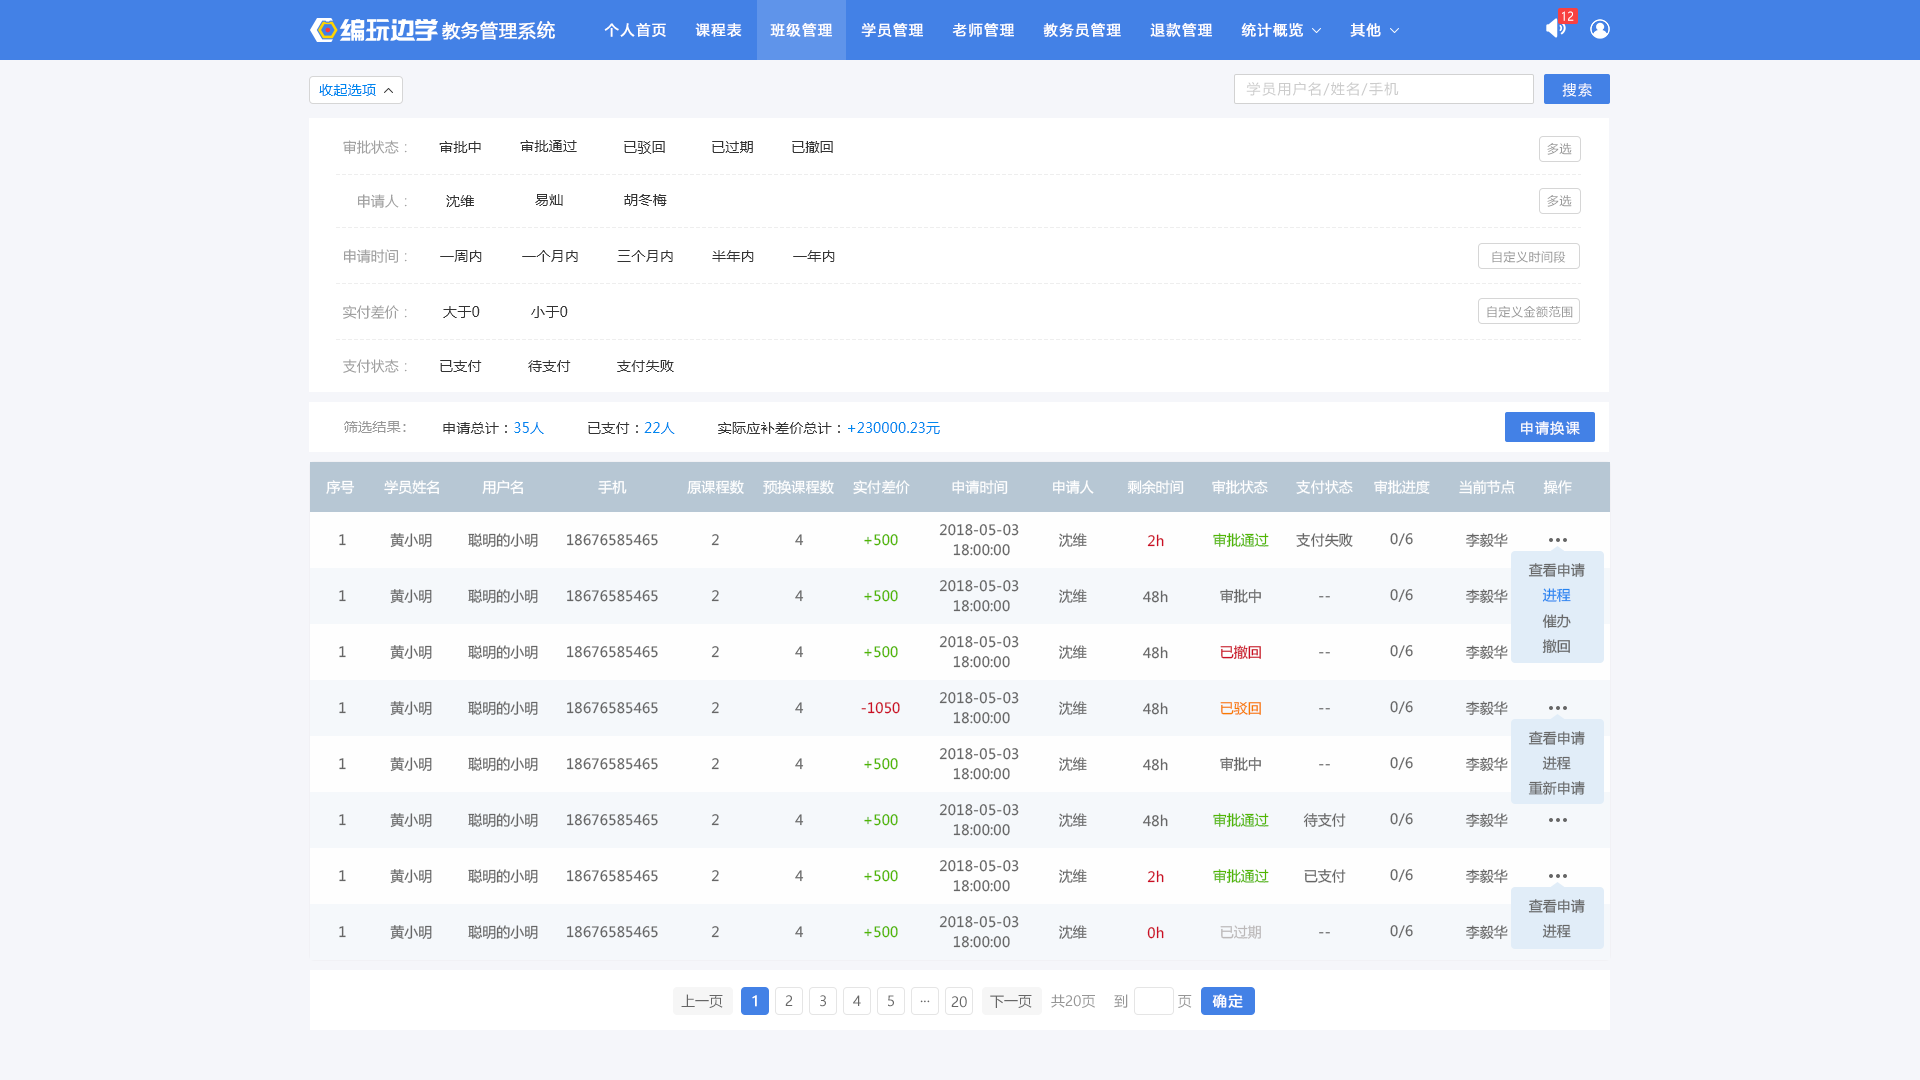 编玩边学 教务管理系统 个人首页 课程表 班级管理 学员管理 老师管理 教务员管理 退款管理 统计概览 其他 12
收起选项 学员用户名/姓名/手机 搜索
审批状态 : 审批中 审批通过 已驳回 已过期 已撤回 多选
申请人 : 沈维 易灿 胡冬梅 多选
申请时间 : 一周内 一个月内 三个月内 半年内 一年内 自定义时间段
实付差价 : 大于0 小于0 自定义金额范围
支付状态 : 已支付 待支付 支付失败
筛选结果： 申请总计：35人 已支付：22人 实际应补差价总计：+230000.23元 申请换课
序号 学员姓名 用户名 手机 原课程数 预换课程数 实付差价 申请时间 申请人 剩余时间 审批状态 支付状态 审批进度 当前节点 操作
1 黄小明 聪明的小明 18676585465 2 4 +500 2018-05-03 18:00:00 沈维 2h 审批通过 支付失败 0/6 李毅华 •••
查看申请
进程
催办
撤回
1 黄小明 聪明的小明 18676585465 2 4 +500 2018-05-03 18:00:00 沈维 48h 审批中 -- 0/6 李毅华
1 黄小明 聪明的小明 18676585465 2 4 +500 2018-05-03 18:00:00 沈维 48h 已撤回 -- 0/6 李毅华
1 黄小明 聪明的小明 18676585465 2 4 -1050 2018-05-03 18:00:00 沈维 48h 已驳回 -- 0/6 李毅华 •••
查看申请
进程
重新申请
1 黄小明 聪明的小明 18676585465 2 4 +500 2018-05-03 18:00:00 沈维 48h 审批中 -- 0/6 李毅华
1 黄小明 聪明的小明 18676585465 2 4 +500 2018-05-03 18:00:00 沈维 48h 审批通过 待支付 0/6 李毅华 •••
1 黄小明 聪明的小明 18676585465 2 4 +500 2018-05-03 18:00:00 沈维 2h 审批通过 已支付 0/6 李毅华 •••
查看申请
进程
1 黄小明 聪明的小明 18676585465 2 4 +500 2018-05-03 18:00:00 沈维 0h 已过期 -- 0/6 李毅华
上一页 1 2 3 4 5 ... 20 下一页 共20页 到 页 确定